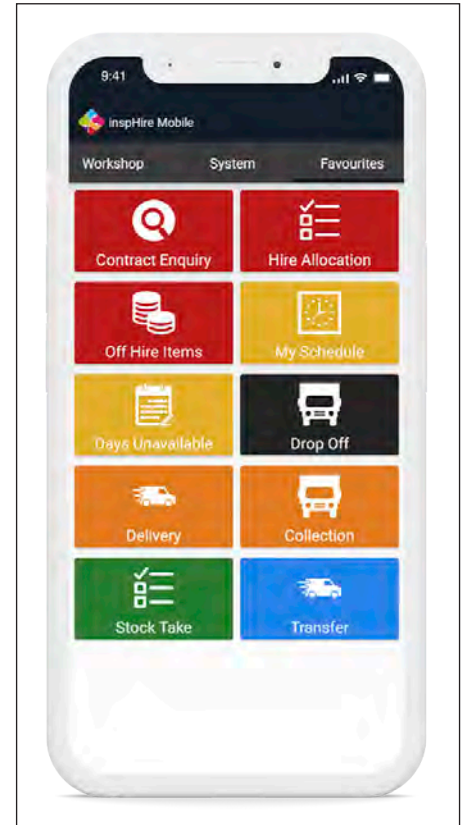 9:41
inspHire Mobile
Workshop System Favourites
Contract Enquiry Hire Allocation
Off Hire Items My Schedule
Days Unavailable Drop Off
Delivery Collection
Stock Take Transfer